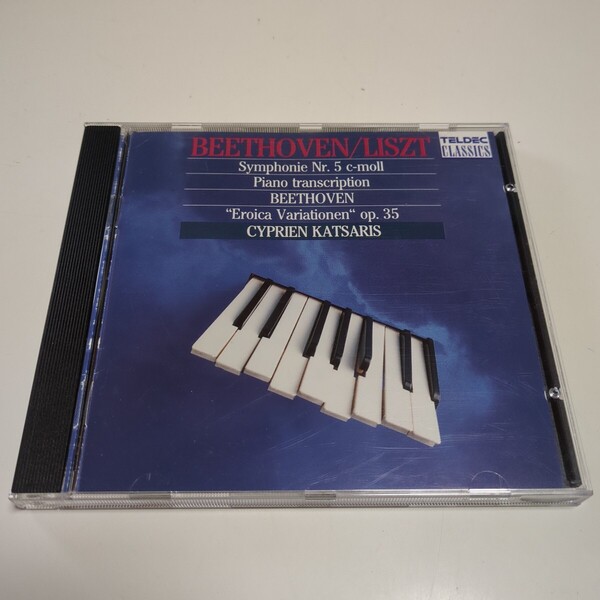 BEETHOVEN/LISZT
TELDEC
CLASSICS
Symphonie Nr. 5 c-moll
Piano transcription
BEETHOVEN
"Eroica Variationen" op. 35
CYPRIEN KATSARIS